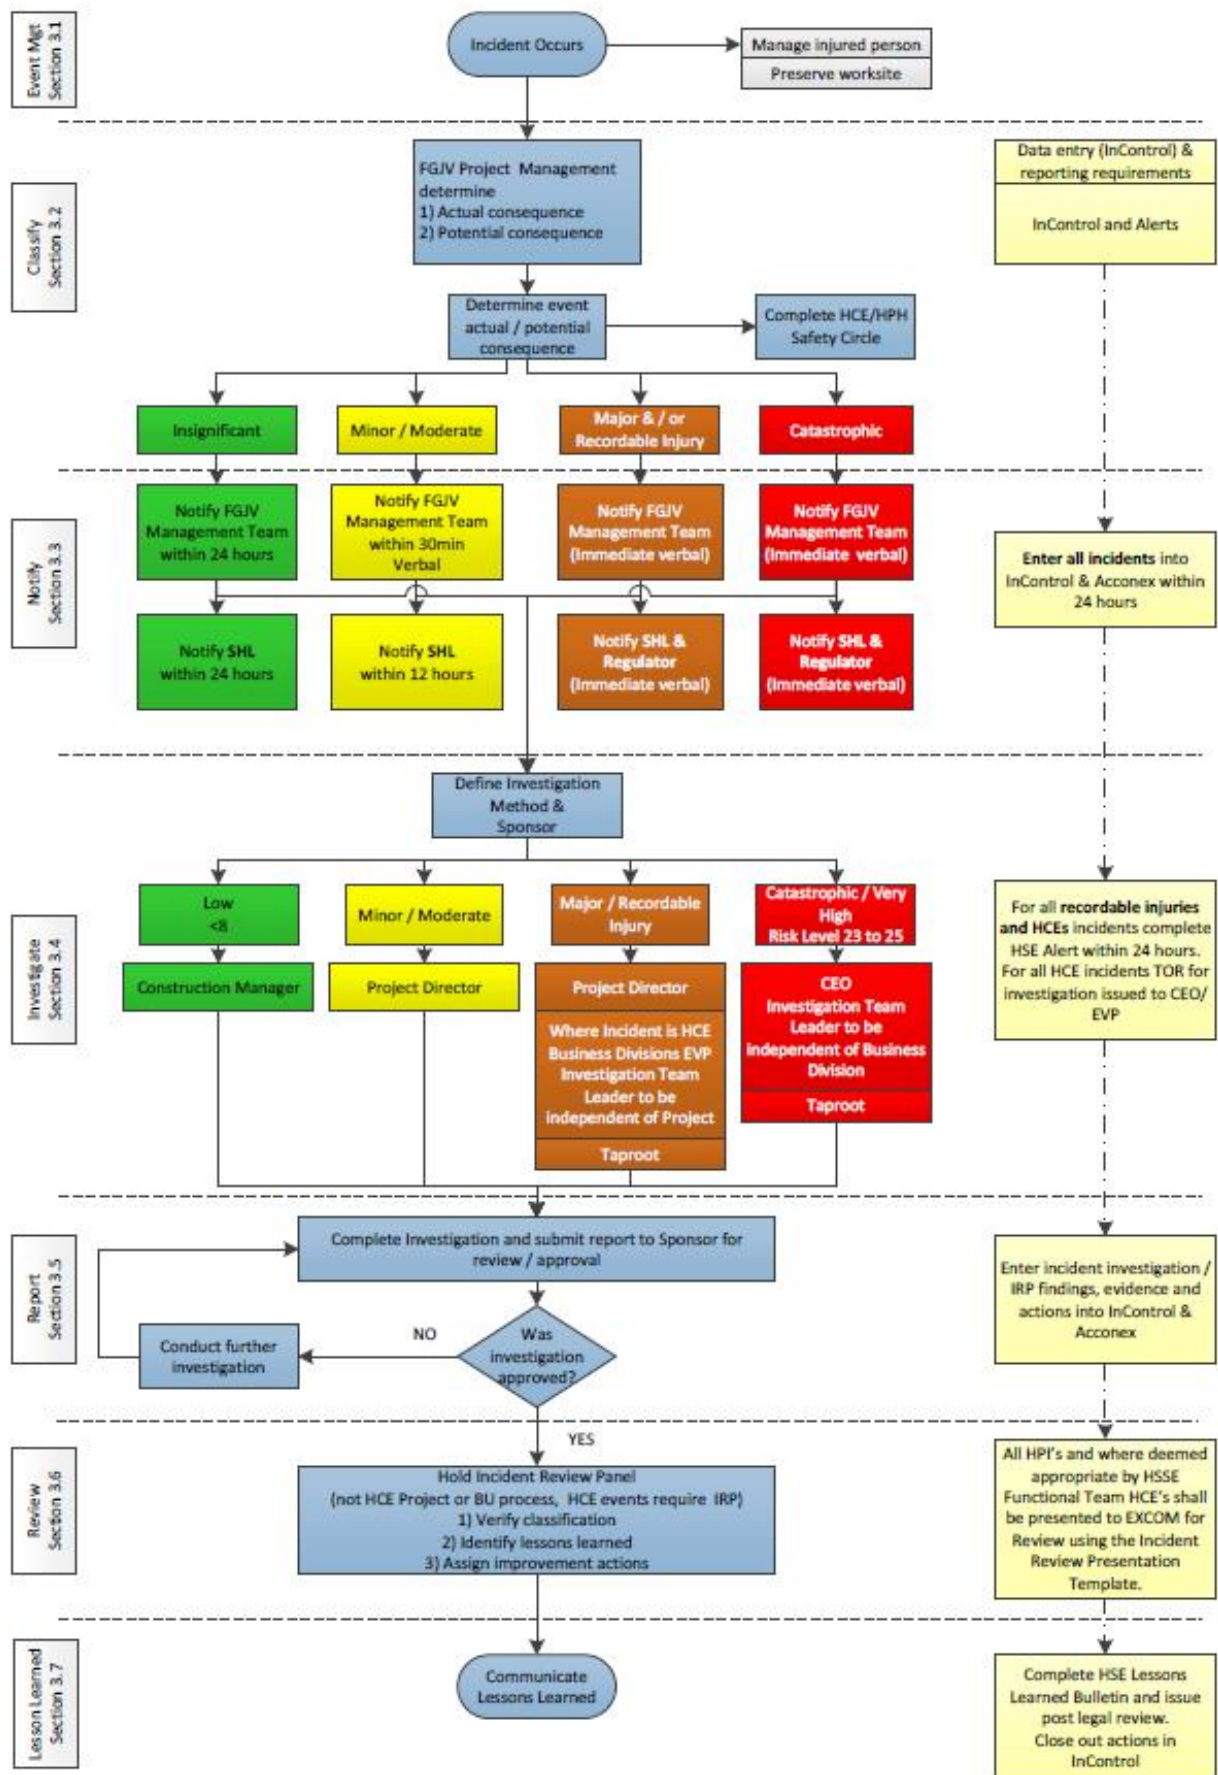 Event Mgt
Section 3.1
Incident Occurs
Manage injured person
Preserve worksite
Classify
Section 3.2
FGJV Project Management
determine
1) Actual consequence
2) Potential consequence
Data entry (InControl) &
reporting requirements
InControl and Alerts
Determine event
actual / potential
consequence
Complete HCE/HPH
Safety Circle
Insignificant
Minor / Moderate
Major & / or
Recordable Injury
Catastrophic
Notify
Section 3.3
Notify FGJV
Management Team
within 24 hours
Notify FGJV
Management Team
within 30min
Verbal
Notify FGJV
Management Team
(Immediate verbal)
Notify FGJV
Management Team
(Immediate verbal)
Enter all incidents into
InControl & Acconex within
24 hours
Notify SHL
within 24 hours
Notify SHL
within 12 hours
Notify SHL &
Regulator
(Immediate verbal)
Notify SHL &
Regulator
(Immediate verbal)
Define Investigation
Method &
Sponsor
Investigate
Section 3.4
Low
<8
Minor / Moderate
Major / Recordable
Injury
Catastrophic / Very
High
Risk Level 23 to 25
For all recordable injuries
and HCEs incidents complete
HSE Alert within 24 hours.
For all HCE incidents TOR for
investigation issued to CEO/
EVP
Construction Manager
Project Director
Project Director
Where Incident is HCE
Business Divisions EVP
Investigation Team
Leader to be
independent of Project
Taproot
CEO
Investigation Team
Leader to be
independent of Business
Division
Taproot
Report
Section 3.5
Complete Investigation and submit report to Sponsor for
review / approval
Conduct further
investigation
NO
Was
investigation
approved?
Enter incident investigation /
IRP findings, evidence and
actions into InControl &
Acconex
YES
Review
Section 3.6
Hold Incident Review Panel
(not HCE Project or BU process, HCE events require IRP)
1) Verify classification
2) Identify lessons learned
3) Assign improvement actions
All HPI's and where deemed
appropriate by HSSE
Functional Team HCE's shall
be presented to EXCOM for
Review using the Incident
Review Presentation
Template.
Lesson Learned
Section 3.7
Communicate
Lessons Learned
Complete HSE Lessons
Learned Bulletin and issue
post legal review.
Close out actions in
InControl